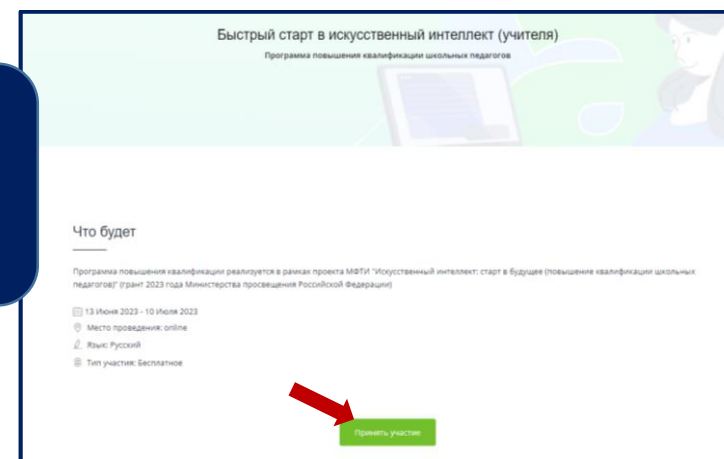 Быстрый старт в искусственный интеллект (учителя)
Программа повышения квалификации школьных педагогов
Что будет
Программа повышения квалификации реализуется в рамках проекта МФТИ "Искусственный интеллект: старт в будущее (повышение квалификации школьных
педагогов)" (грант 2023 года Министерства просвещения Российской Федерации)
13 Июня 2023 - 10 Июля 2023
Место проведения: online
Язык: Русский
Тип участия: Бесплатное
Принять участие